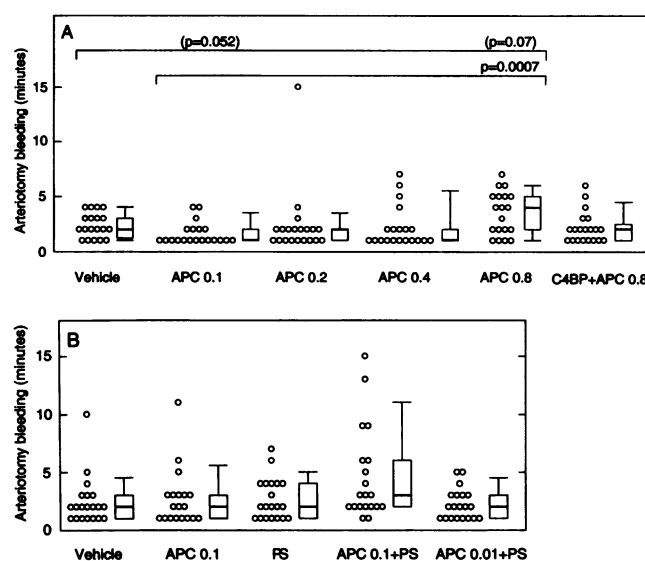 A
(p=0.052) (p=0.07)
p=0.0007
Arteriotomy bleeding (minutes)
15
10
5
0
Vehicle APC 0.1 APC 0.2 APC 0.4 APC 0.8 C4BP+APC 0.8
B
Arteriotomy bleeding (minutes)
15
10
5
0
Vehicle APC 0.1 PS APC 0.1+PS APC 0.01+PS